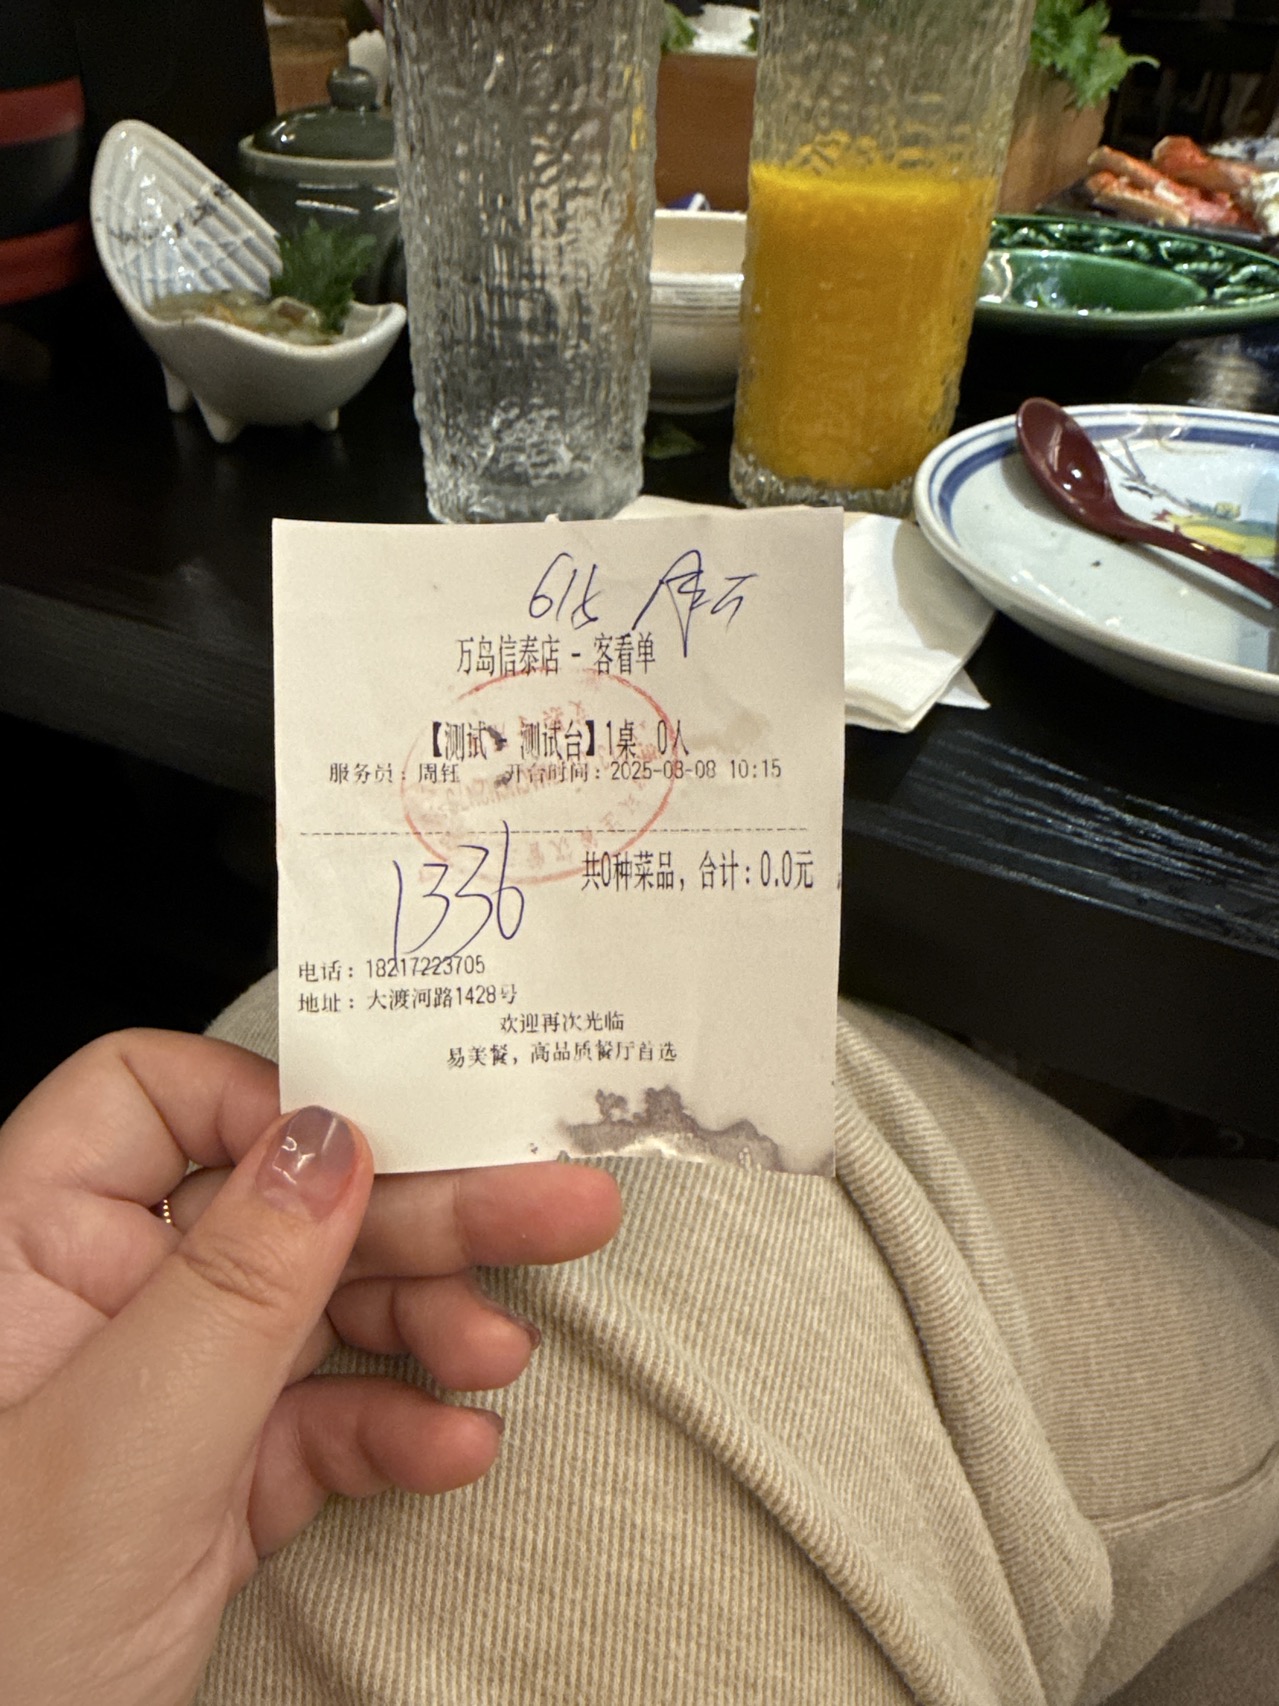 万岛信泰店 - 客看单
【测试 - 测试台】1桌 0人
服务员：周钰 开台时间：2025-03-08 10:15
1336
共0种菜品，合计：0.0元
电话：18217223705
地址：大渡河路1428号
欢迎再次光临
易美餐，高品质餐厅首选